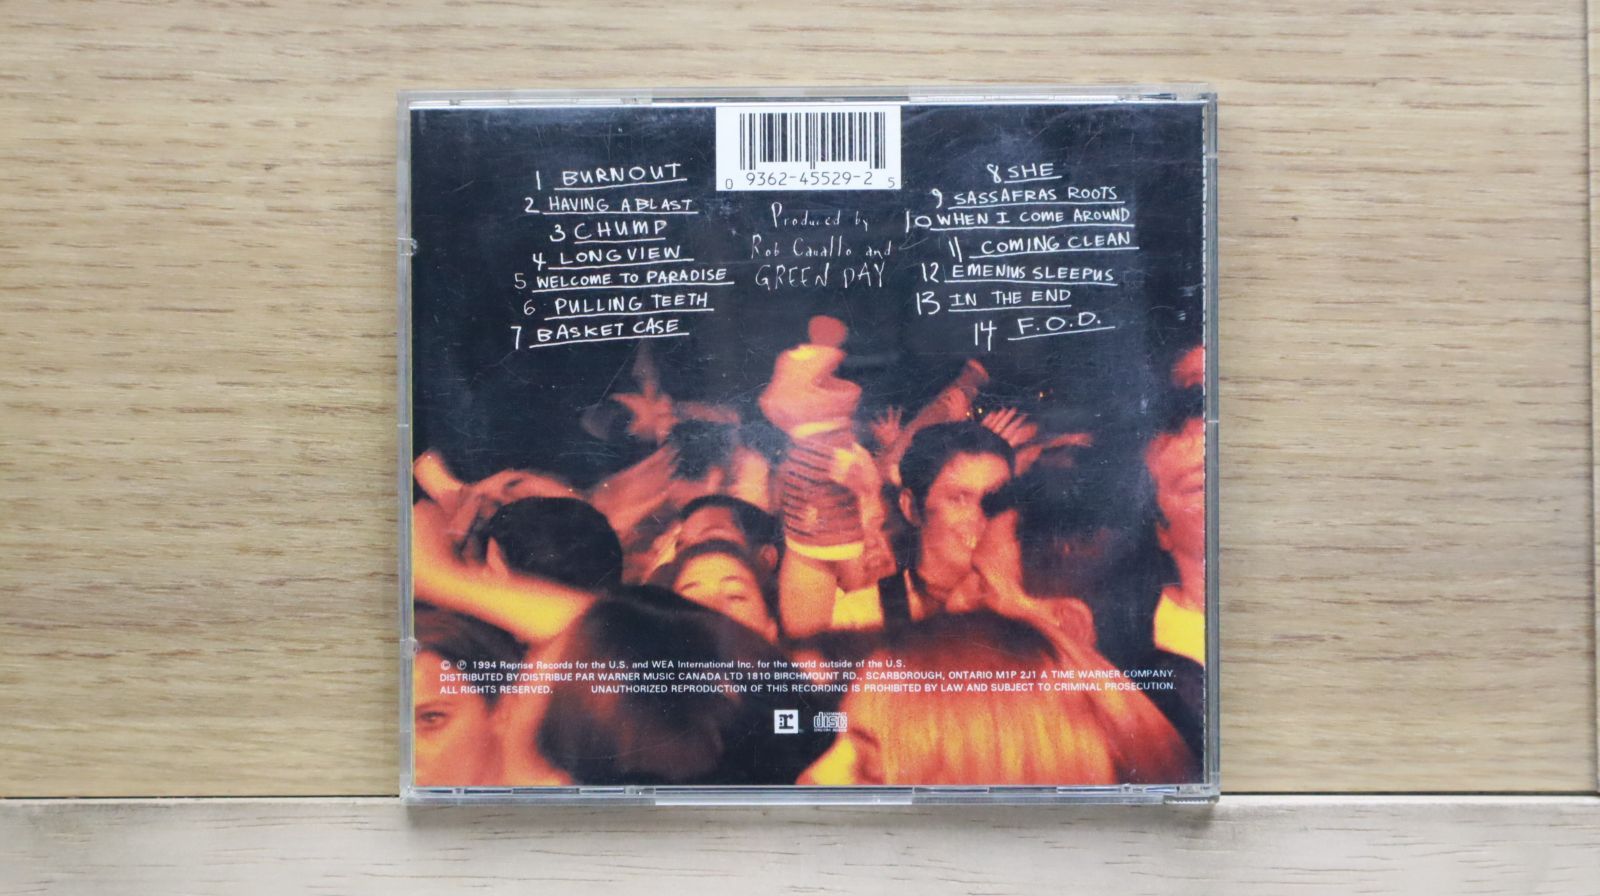 0 9362-45529-2 5
1 BURNOUT
2 HAVING A BLAST
3 CHUMP
4 LONGVIEW
5 WELCOME TO PARADISE
6 PULLING TEETH
7 BASKET CASE
Produced by
Rob Cavallo and
GREEN DAY
8 SHE
9 SASSAFRAS ROOTS
10 WHEN I COME AROUND
11 COMING CLEAN
12 EMENIUS SLEEPUS
13 IN THE END
14 F.O.D.
© ℗ 1994 Reprise Records for the U.S. and WEA International Inc. for the world outside of the U.S.
DISTRIBUTED BY/DISTRIBUE PAR WARNER MUSIC CANADA LTD 1810 BIRCHMOUNT RD., SCARBOROUGH, ONTARIO M1P 2J1 A TIME WARNER COMPANY.
ALL RIGHTS RESERVED. UNAUTHORIZED REPRODUCTION OF THIS RECORDING IS PROHIBITED BY LAW AND SUBJECT TO CRIMINAL PROSECUTION.
r COMPACT disc DIGITAL AUDIO